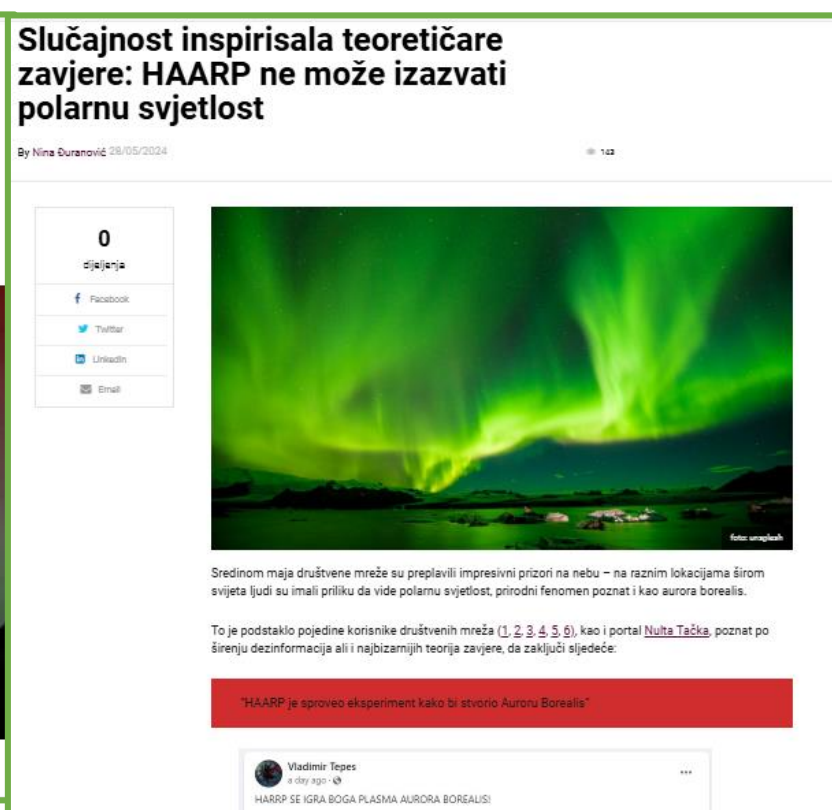 Slučajnost inspirisala teoretičare
zavjere: HAARP ne može izazvati
polarnu svjetlost
By Nina Đuranović 28/05/2024
143
0
dijeljenja
Facebook
Twitter
LinkedIn
Email
foto: unsplash
Sredinom maja društvene mreže su preplavili impresivni prizori na nebu – na raznim lokacijama širom
svijeta ljudi su imali priliku da vide polarnu svjetlost, prirodni fenomen poznat i kao aurora borealis.
To je podstaklo pojedine korisnike društvenih mreža (1, 2, 3, 4, 5, 6), kao i portal Nulta Tačka, poznat po
širenju dezinformacija ali i najbizarnijih teorija zavjere, da zaključi sljedeće:
"HAARP je sproveo eksperiment kako bi stvorio Auroru Borealis"
Vladimir Tepes
a day ago
HARRP SE IGRA BOGA PLASMA AURORA BOREALIS!